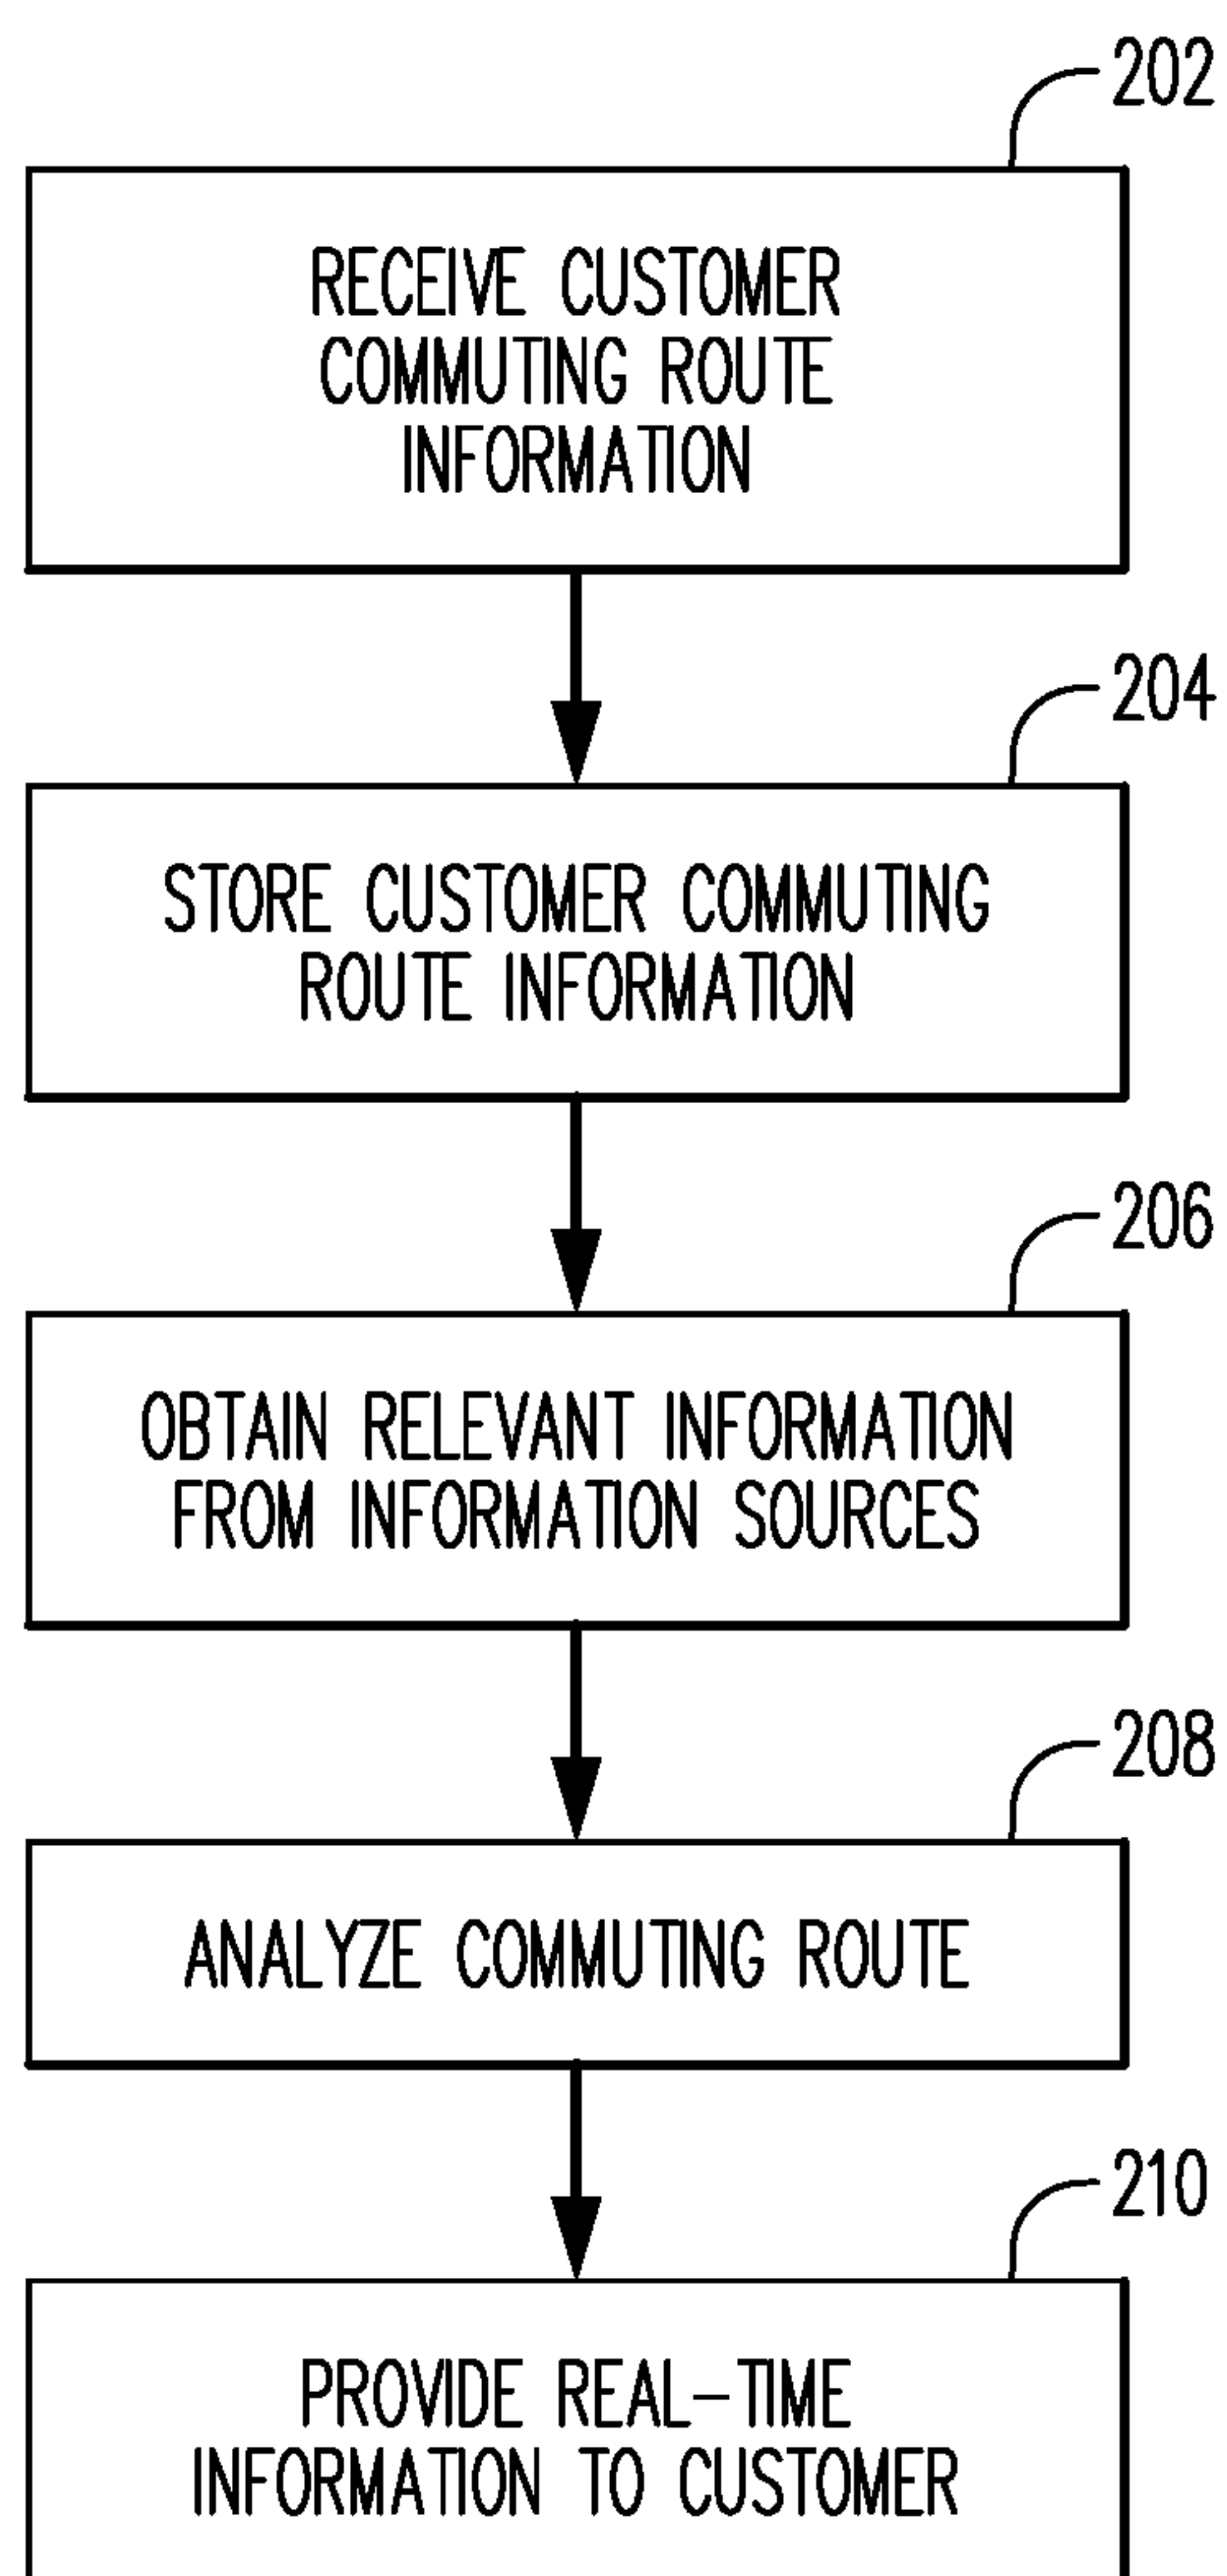 202
RECEIVE CUSTOMER
COMMUTING ROUTE
INFORMATION
204
STORE CUSTOMER COMMUTING
ROUTE INFORMATION
206
OBTAIN RELEVANT INFORMATION
FROM INFORMATION SOURCES
208
ANALYZE COMMUTING ROUTE
210
PROVIDE REAL-TIME
INFORMATION TO CUSTOMER